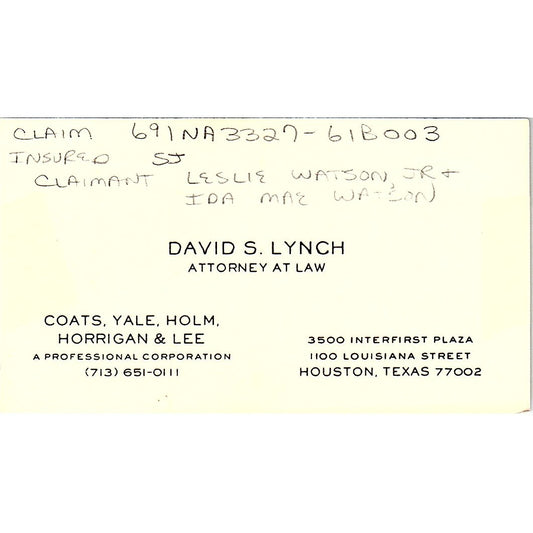 CLAIM 691NA3327-61B003
INSURED SJ
CLAIMANT LESLIE WATSON, JR +
IDA MAE WATSON
DAVID S. LYNCH
ATTORNEY AT LAW
COATS, YALE, HOLM,
HORRIGAN & LEE
A PROFESSIONAL CORPORATION
(713) 651-0111
3500 INTERFIRST PLAZA
1100 LOUISIANA STREET
HOUSTON, TEXAS 77002